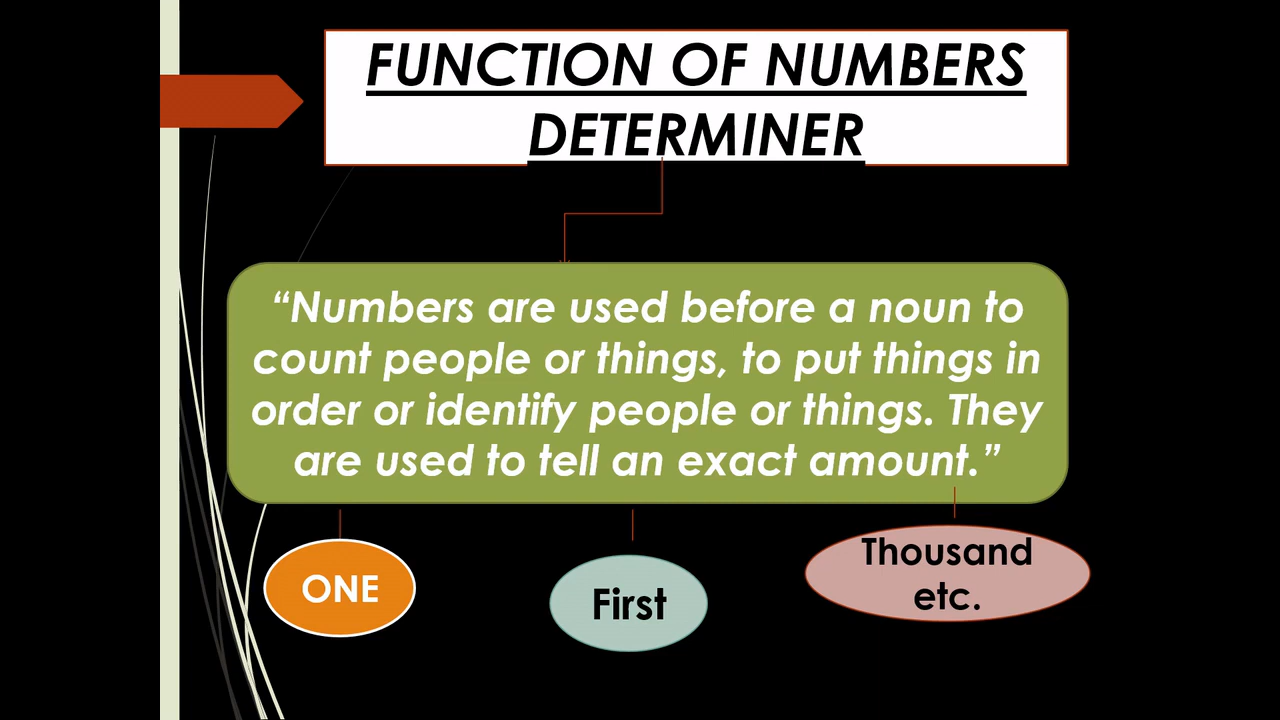 FUNCTION OF NUMBERS
DETERMINER
“Numbers are used before a noun to
count people or things, to put things in
order or identify people or things. They
are used to tell an exact amount.”
ONE
First
Thousand
etc.